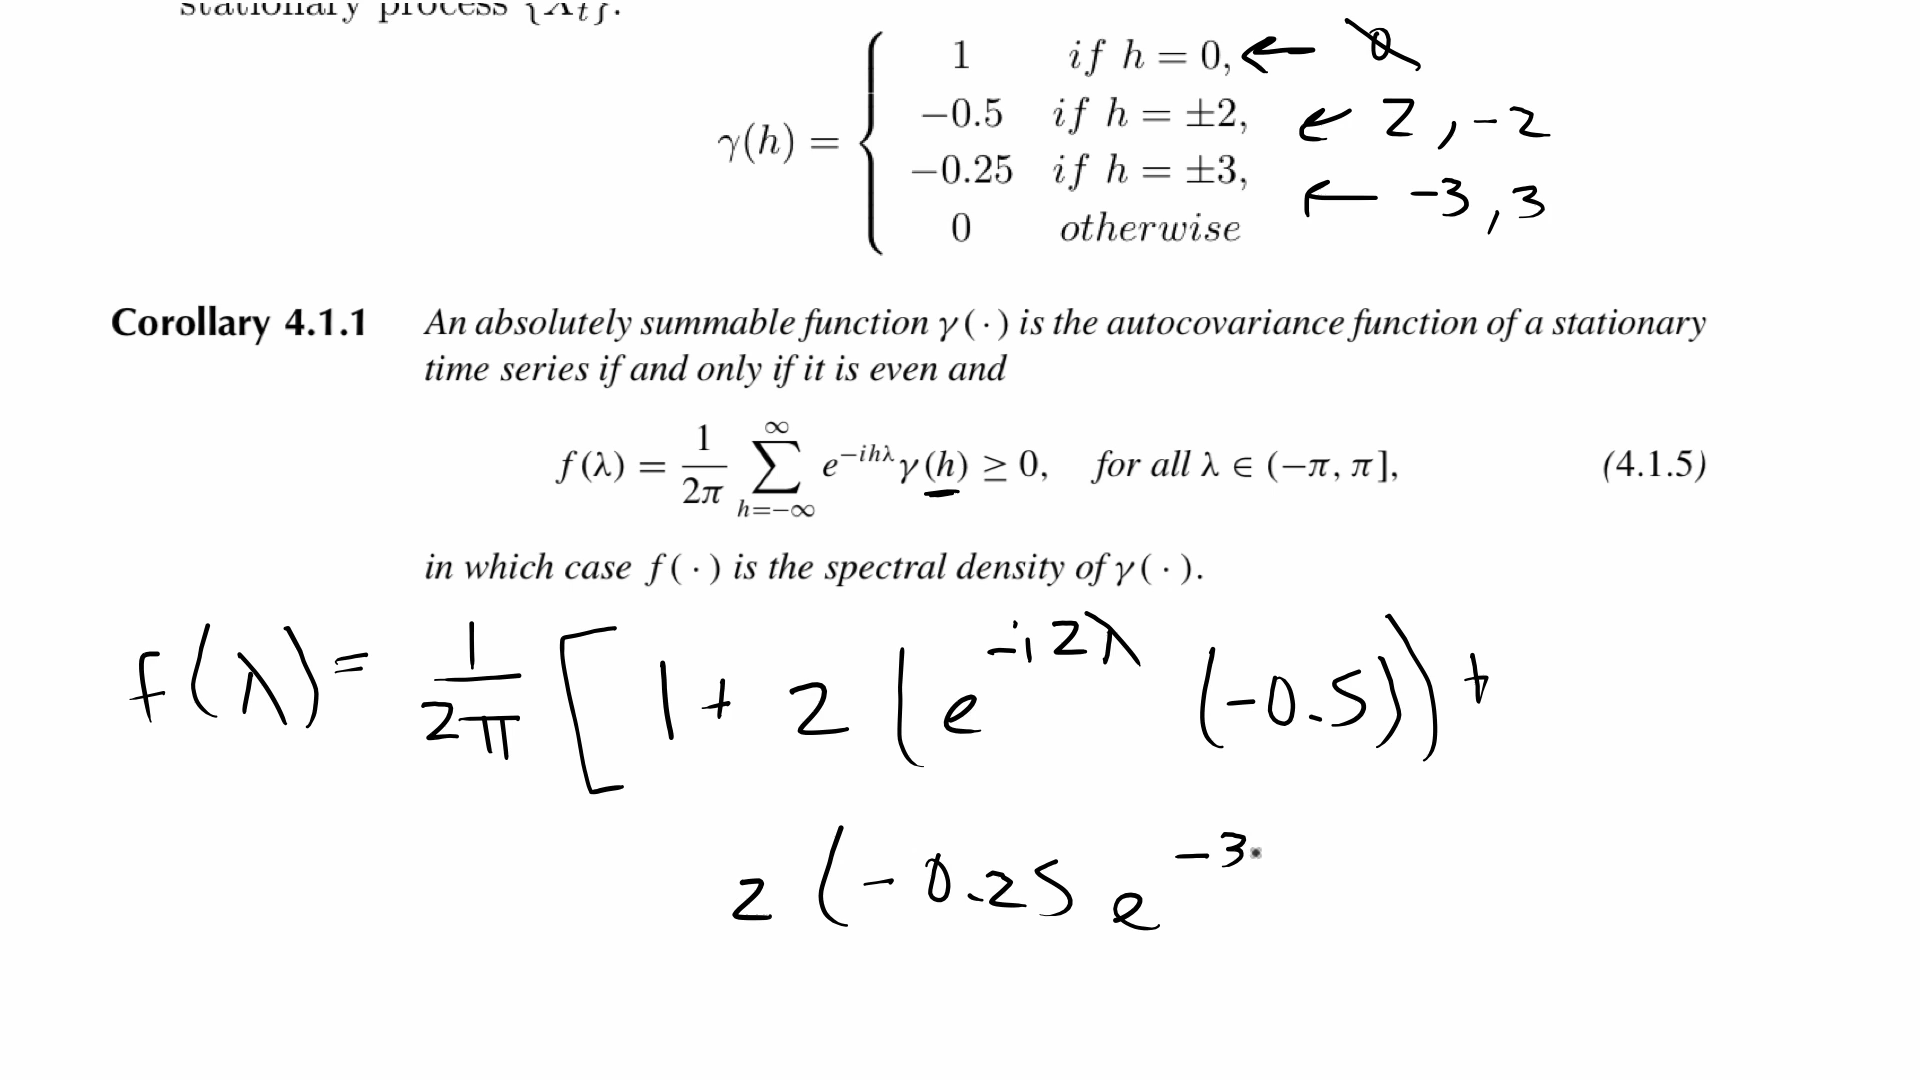 stationary process {X_t}.
γ(h) = { 1 if h = 0, ← 0
−0.5 if h = ±2, ← 2, -2
−0.25 if h = ±3, ← -3, 3
0 otherwise
Corollary 4.1.1 An absolutely summable function γ(·) is the autocovariance function of a stationary
time series if and only if it is even and
f(λ) = 1/2π ∑_{h=−∞}^{∞} e^{−ihλ} γ(h) ≥ 0, for all λ ∈ (−π, π], (4.1.5)
in which case f(·) is the spectral density of γ(·).
f(λ) = 1/2π [ 1 + 2 ( e^{-i2λ} (-0.5)) +
2 ( -0.25 e^{-3}